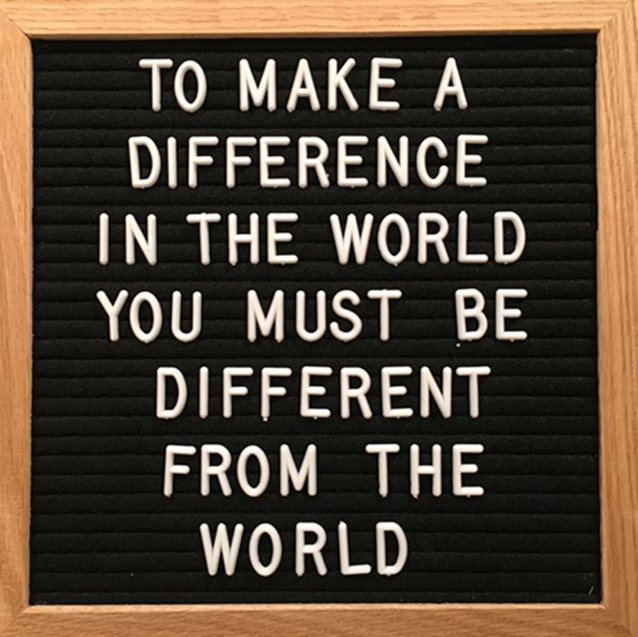 TO MAKE A
DIFFERENCE
IN THE WORLD
YOU MUST BE
DIFFERENT
FROM THE
WORLD